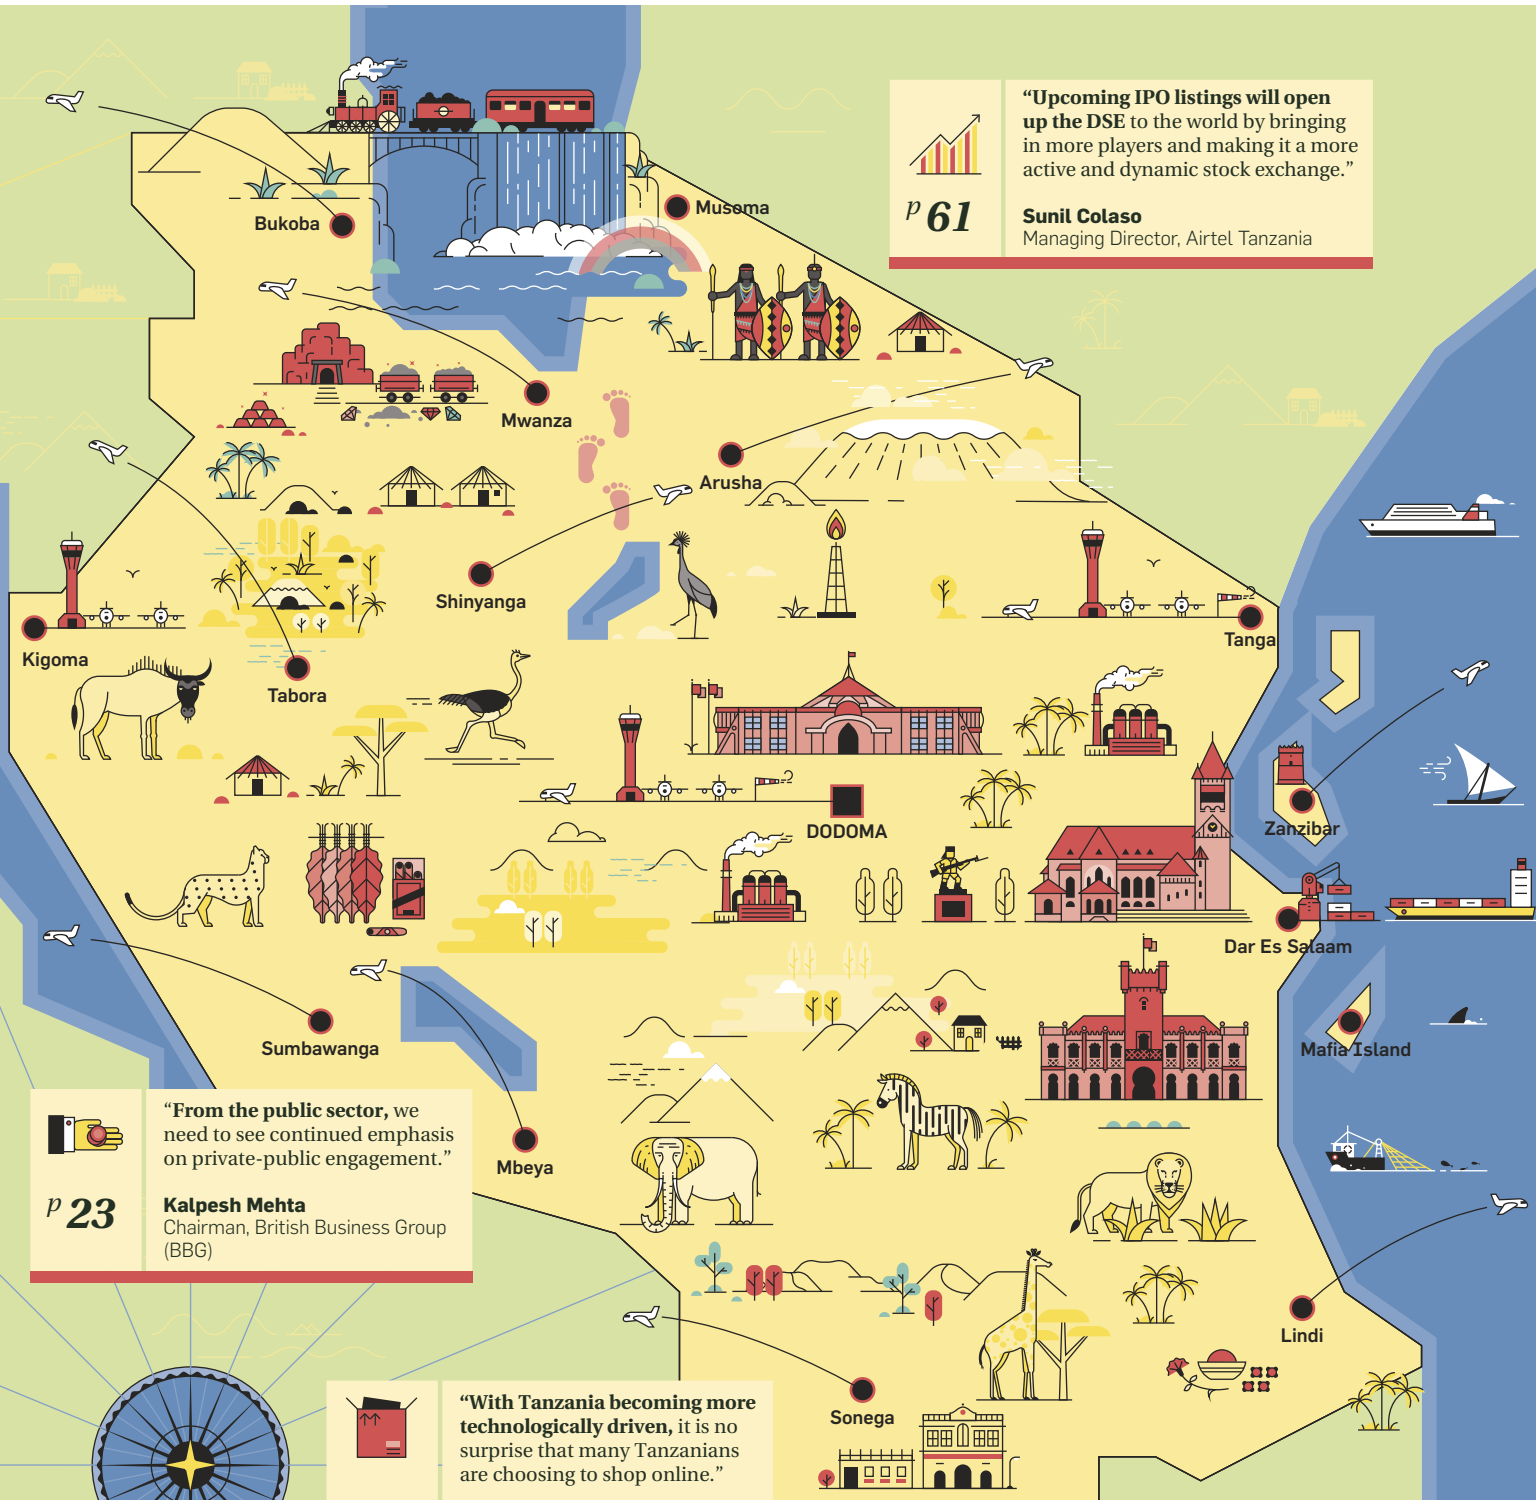 “Upcoming IPO listings will open
up the DSE to the world by bringing
in more players and making it a more
active and dynamic stock exchange.”
p 61
Sunil Colaso
Managing Director, Airtel Tanzania
Musoma
Bukoba
Mwanza
Arusha
Shinyanga
Tanga
Kigoma
Tabora
DODOMA
Zanzibar
Dar Es Salaam
Sumbawanga
Mafia Island
Mbeya
“From the public sector, we
need to see continued emphasis
on private-public engagement.”
p 23
Kalpesh Mehta
Chairman, British Business Group
(BBG)
Lindi
Sonega
“With Tanzania becoming more
technologically driven, it is no
surprise that many Tanzanians
are choosing to shop online.”